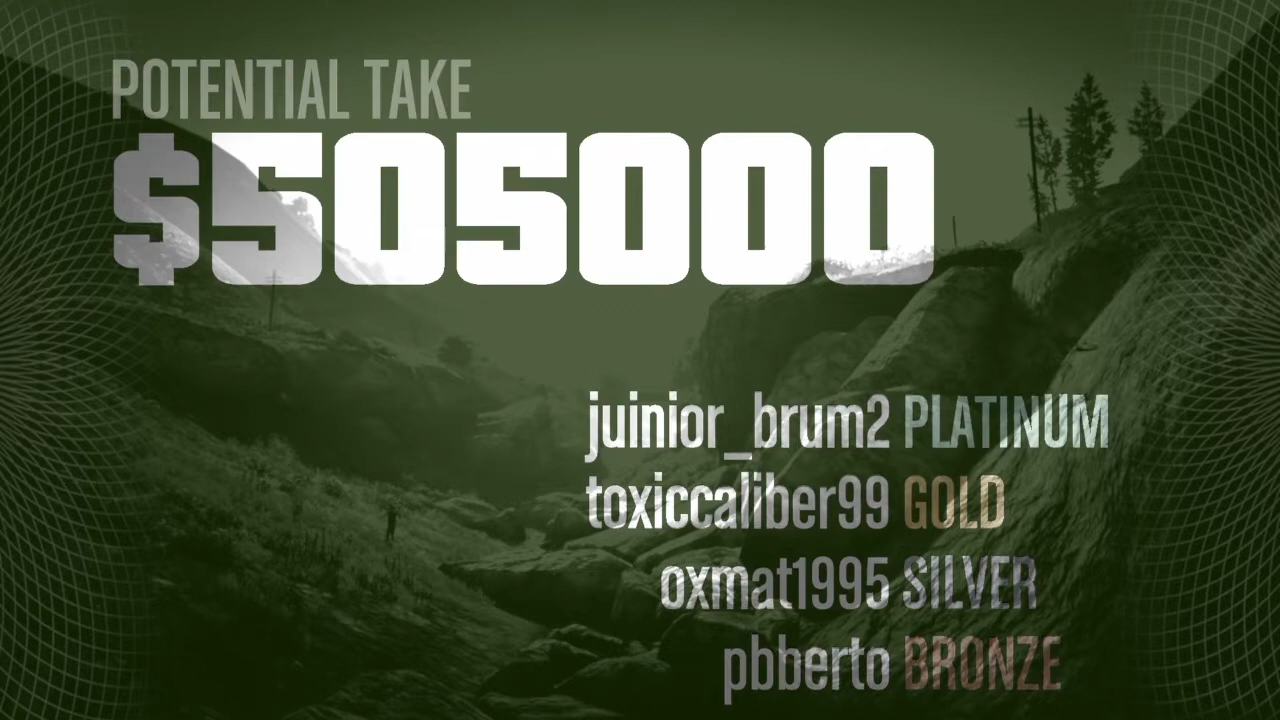 POTENTIAL TAKE
$505000
juinior_brum2 PLATINUM
toxiccaliber99 GOLD
oxmat1995 SILVER
pbberto BRONZE